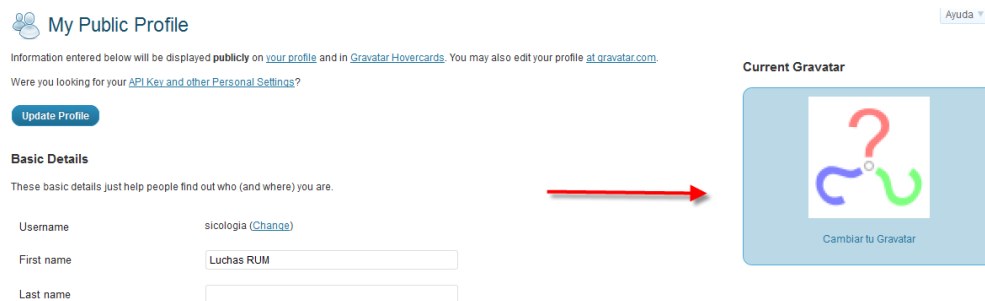 My Public Profile
Ayuda
Information entered below will be displayed publicly on your profile and in Gravatar Hovercards. You may also edit your profile at gravatar.com.
Were you looking for your API Key and other Personal Settings?
Update Profile
Current Gravatar
Basic Details
These basic details just help people find out who (and where) you are.
Username sicologia (Change)
Cambiar tu Gravatar
First name Luchas RUM
Last name